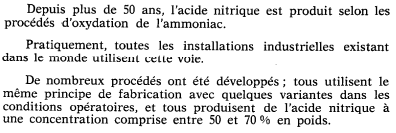 Depuis plus de 50 ans, l'acide nitrique est produit selon les
procédés d'oxydation de l'ammoniac.
Pratiquement, toutes les installations industrielles existant
dans le monde utilisent cette voie.
De nombreux procédés ont été développés ; tous utilisent le
même principe de fabrication avec quelques variantes dans les
conditions opératoires, et tous produisent de l'acide nitrique à
une concentration comprise entre 50 et 70 % en poids.